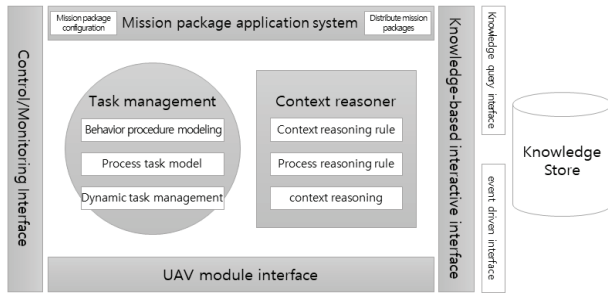 Control/Monitoring Interface
Mission package
configuration
Mission package application system
Distribute mission
packages
Task management
Behavior procedure modeling
Process task model
Dynamic task management
Context reasoner
Context reasoning rule
Process reasoning rule
context reasoning
UAV module interface
Knowledge-based interactive interface
Knowledge query interface
event driven interface
Knowledge
Store